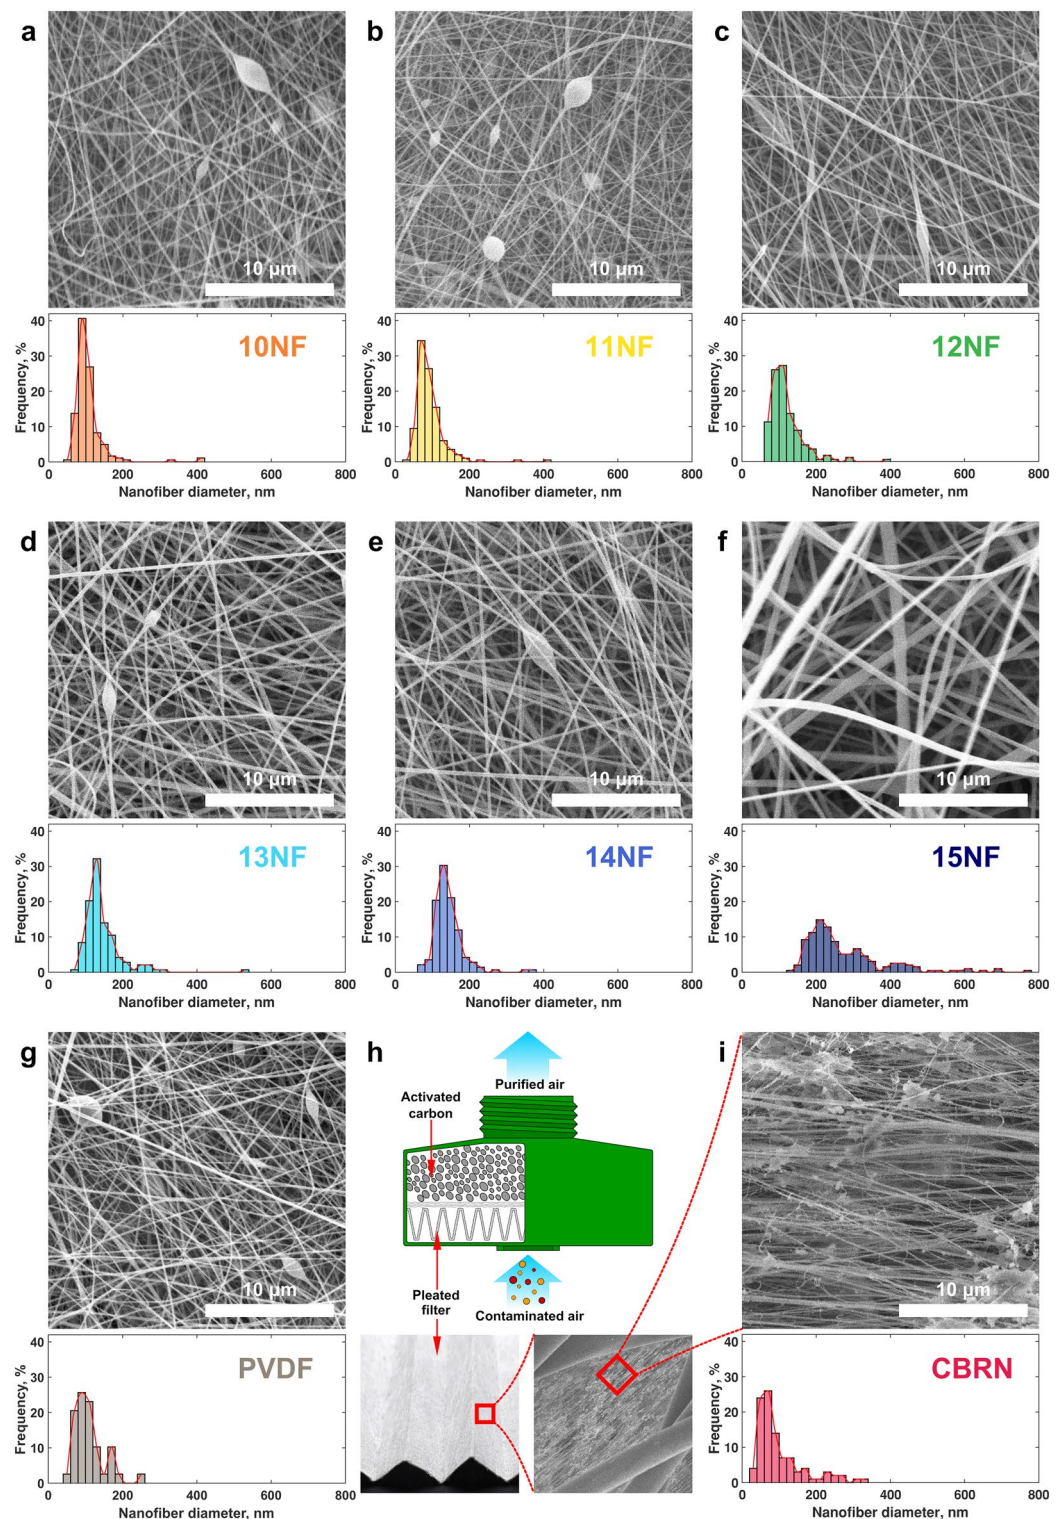 a
10 µm
b
10 µm
c
10 µm
Frequency, %
40
30
20
10
0
10NF
0 200 400 600 800
Nanofiber diameter, nm
Frequency, %
40
30
20
10
0
11NF
0 200 400 600 800
Nanofiber diameter, nm
Frequency, %
40
30
20
10
0
12NF
0 200 400 600 800
Nanofiber diameter, nm
d
10 µm
e
10 µm
f
10 µm
Frequency, %
40
30
20
10
0
13NF
0 200 400 600 800
Nanofiber diameter, nm
Frequency, %
40
30
20
10
0
14NF
0 200 400 600 800
Nanofiber diameter, nm
Frequency, %
40
30
20
10
0
15NF
0 200 400 600 800
Nanofiber diameter, nm
g
10 µm
h
Purified air
Activated
carbon
Pleated
filter
Contaminated air
i
10 µm
Frequency, %
40
30
20
10
0
PVDF
0 200 400 600 800
Nanofiber diameter, nm
Frequency, %
40
30
20
10
0
CBRN
0 200 400 600 800
Nanofiber diameter, nm